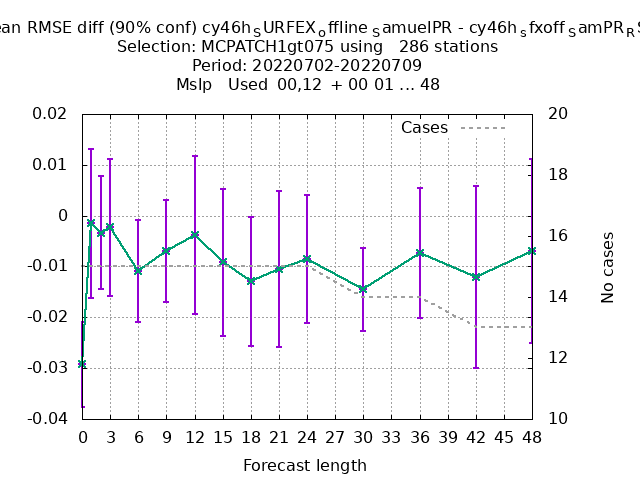 ean RMSE diff (90% conf) cy46h_SURFEX_offline_SamuelPR - cy46h_sfxoff_SamPR_RS
Selection: MCPATCH1gt075 using 286 stations
Period: 20220702-20220709
Mslp Used 00,12 + 00 01 ... 48
0.02
0.01
0
-0.01
-0.02
-0.03
-0.04
20
18
16
14
12
10
Cases
No cases
0 3 6 9 12 15 18 21 24 27 30 33 36 39 42 45 48
Forecast length